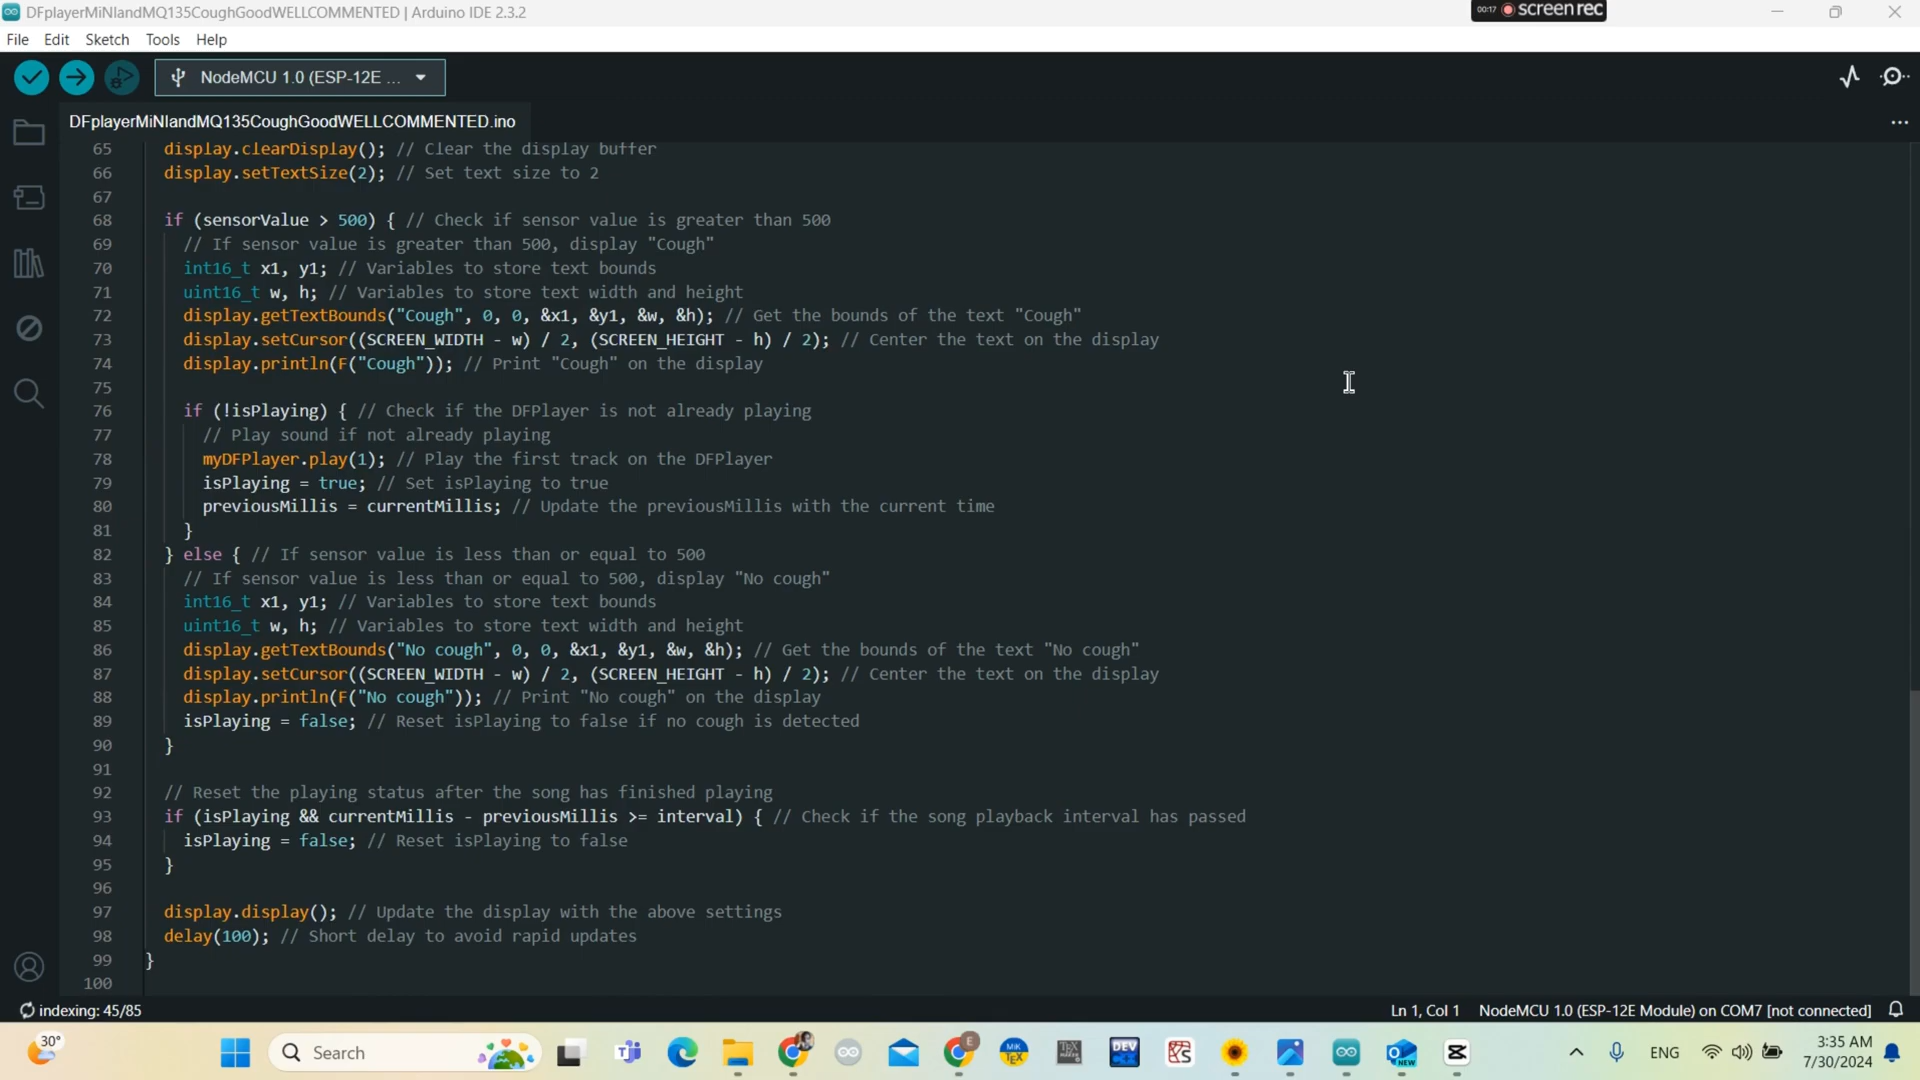 DFplayerMiNIandMQ135CoughGoodWELLCOMMENTED | Arduino IDE 2.3.2
00:17 screen rec
File Edit Sketch Tools Help
NodeMCU 1.0 (ESP-12E ...
DFplayerMiNIandMQ135CoughGoodWELLCOMMENTED.ino
65 display.clearDisplay(); // Clear the display buffer
66 display.setTextSize(2); // Set text size to 2
67
68 if (sensorValue > 500) { // Check if sensor value is greater than 500
69 // If sensor value is greater than 500, display "Cough"
70 int16_t x1, y1; // Variables to store text bounds
71 uint16_t w, h; // Variables to store text width and height
72 display.getTextBounds("Cough", 0, 0, &x1, &y1, &w, &h); // Get the bounds of the text "Cough"
73 display.setCursor((SCREEN_WIDTH - w) / 2, (SCREEN_HEIGHT - h) / 2); // Center the text on the display
74 display.println(F("Cough")); // Print "Cough" on the display
75
76 if (!isPlaying) { // Check if the DFPlayer is not already playing
77 // Play sound if not already playing
78 myDFPlayer.play(1); // Play the first track on the DFPlayer
79 isPlaying = true; // Set isPlaying to true
80 previousMillis = currentMillis; // Update the previousMillis with the current time
81 }
82 } else { // If sensor value is less than or equal to 500
83 // If sensor value is less than or equal to 500, display "No cough"
84 int16_t x1, y1; // Variables to store text bounds
85 uint16_t w, h; // Variables to store text width and height
86 display.getTextBounds("No cough", 0, 0, &x1, &y1, &w, &h); // Get the bounds of the text "No cough"
87 display.setCursor((SCREEN_WIDTH - w) / 2, (SCREEN_HEIGHT - h) / 2); // Center the text on the display
88 display.println(F("No cough")); // Print "No cough" on the display
89 isPlaying = false; // Reset isPlaying to false if no cough is detected
90 }
91
92 // Reset the playing status after the song has finished playing
93 if (isPlaying && currentMillis - previousMillis >= interval) { // Check if the song playback interval has passed
94 isPlaying = false; // Reset isPlaying to false
95 }
96
97 display.display(); // Update the display with the above settings
98 delay(100); // Short delay to avoid rapid updates
99 }
100
indexing: 45/85 Ln 1, Col 1 NodeMCU 1.0 (ESP-12E Module) on COM7 [not connected]
30° Search ENG 3:35 AM
7/30/2024